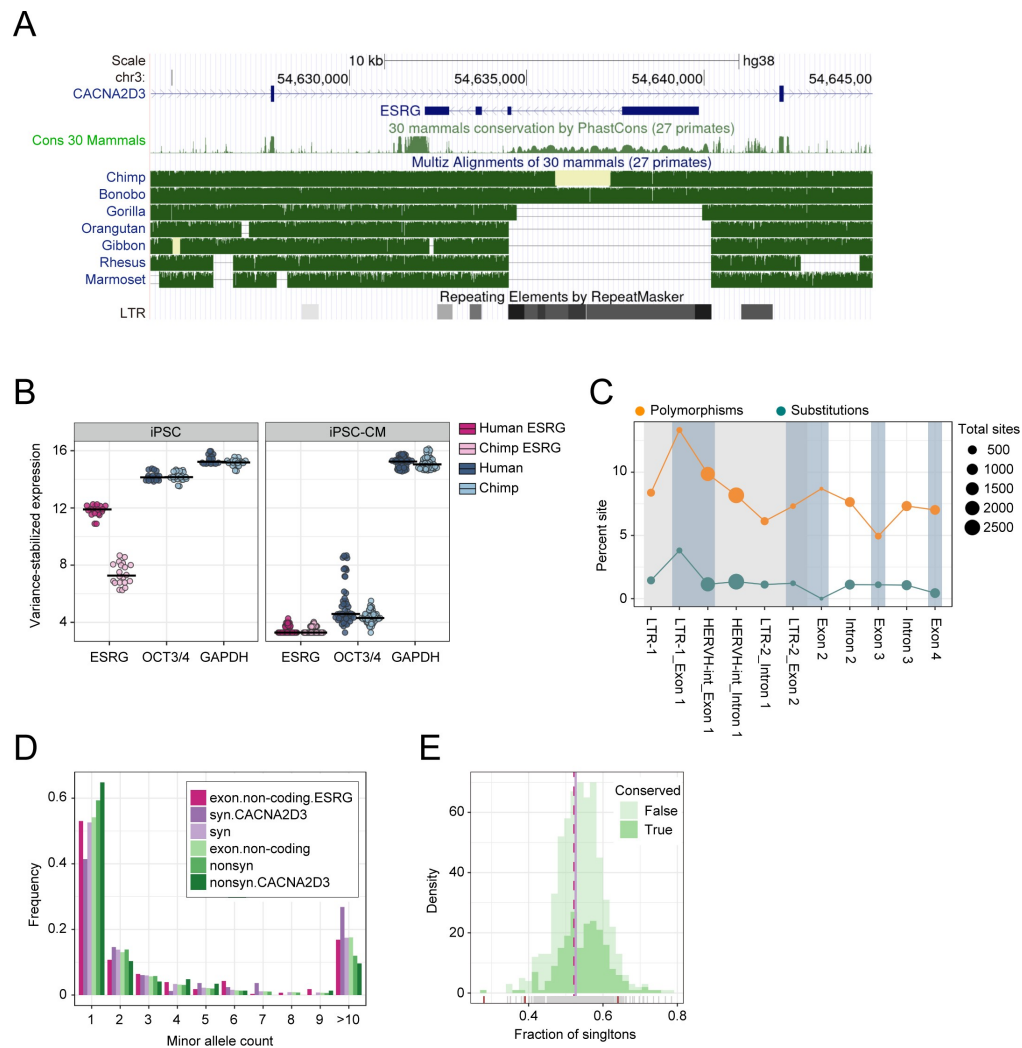 A
Scale 10 kb hg38
chr3: 54,630,000 54,635,000 54,640,000 54,645,00
CACNA2D3
ESRG
30 mammals conservation by PhastCons (27 primates)
Cons 30 Mammals
Multiz Alignments of 30 mammals (27 primates)
Chimp
Bonobo
Gorilla
Orangutan
Gibbon
Rhesus
Marmoset
Repeating Elements by RepeatMasker
LTR
B
iPSC iPSC-CM
Human ESRG
Chimp ESRG
Human
Chimp
Variance-stabilized expression
16
12
8
4
ESRG OCT3/4 GAPDH ESRG OCT3/4 GAPDH
C
Polymorphisms Substitutions
Total sites
500
1000
1500
2000
2500
Percent site
10
5
0
LTR-1
LTR-1_Exon 1
HERVH-int_Exon 1
HERVH-int_Intron 1
LTR-2_Intron 1
LTR-2_Exon 2
Exon 2
Intron 2
Exon 3
Intron 3
Exon 4
D
exon.non-coding.ESRG
syn.CACNA2D3
syn
exon.non-coding
nonsyn
nonsyn.CACNA2D3
Frequency
0.6
0.4
0.2
0
1 2 3 4 5 6 7 8 9 >10
Minor allele count
E
Conserved
False
True
Density
60
40
20
0
0.4 0.6 0.8
Fraction of singltons